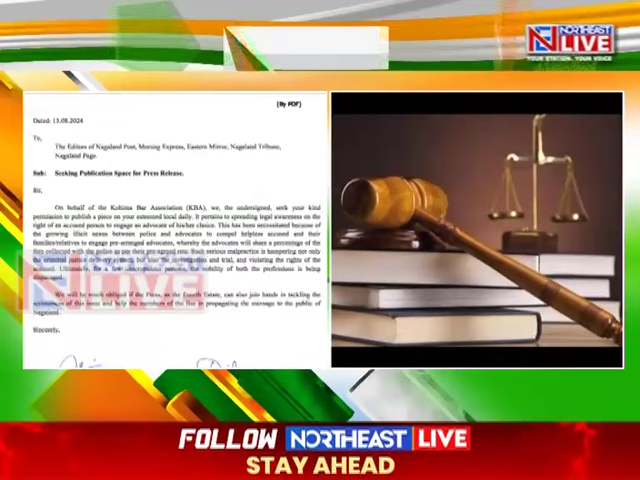 NORTHEAST
LIVE
YOUR STATION. YOUR VOICE
[By PDF]
Dated: 13.08.2024
To,
The Editors of Nagaland Post, Morung Express, Eastern Mirror, Nagaland Tribune,
Nagaland Page.
Sub: Seeking Publication Space for Press Release.
Sir,
On behalf of the Kohima Bar Association (KBA), we, the undersigned, seek your kind
permission to publish a piece on your esteemed local daily. It pertains to spreading legal awareness on the
right of an accused person to engage an advocate of his/her choice. This has been necessitated because of
the growing illicit nexus between police and advocates to compel helpless accused and their
families/relatives to engage pre-arranged advocates, whereby the advocates will share a percentage of the
fees collected with the police as per their pre-agreed rate. Such serious malpractice is hampering not only
the criminal justice delivery system, but also the investigation and trial, and violating the rights of the
accused. Ultimately, for a few unscrupulous persons, the nobility of both the professions is being
We will be much obliged if the Press, as the Fourth Estate, can also join hands in tackling the
seriousness of this issue and help the members of the Bar in propagating the message to the public of
Nagaland.
Sincerely,
LIVE
FOLLOW NORTHEAST LIVE
STAY AHEAD